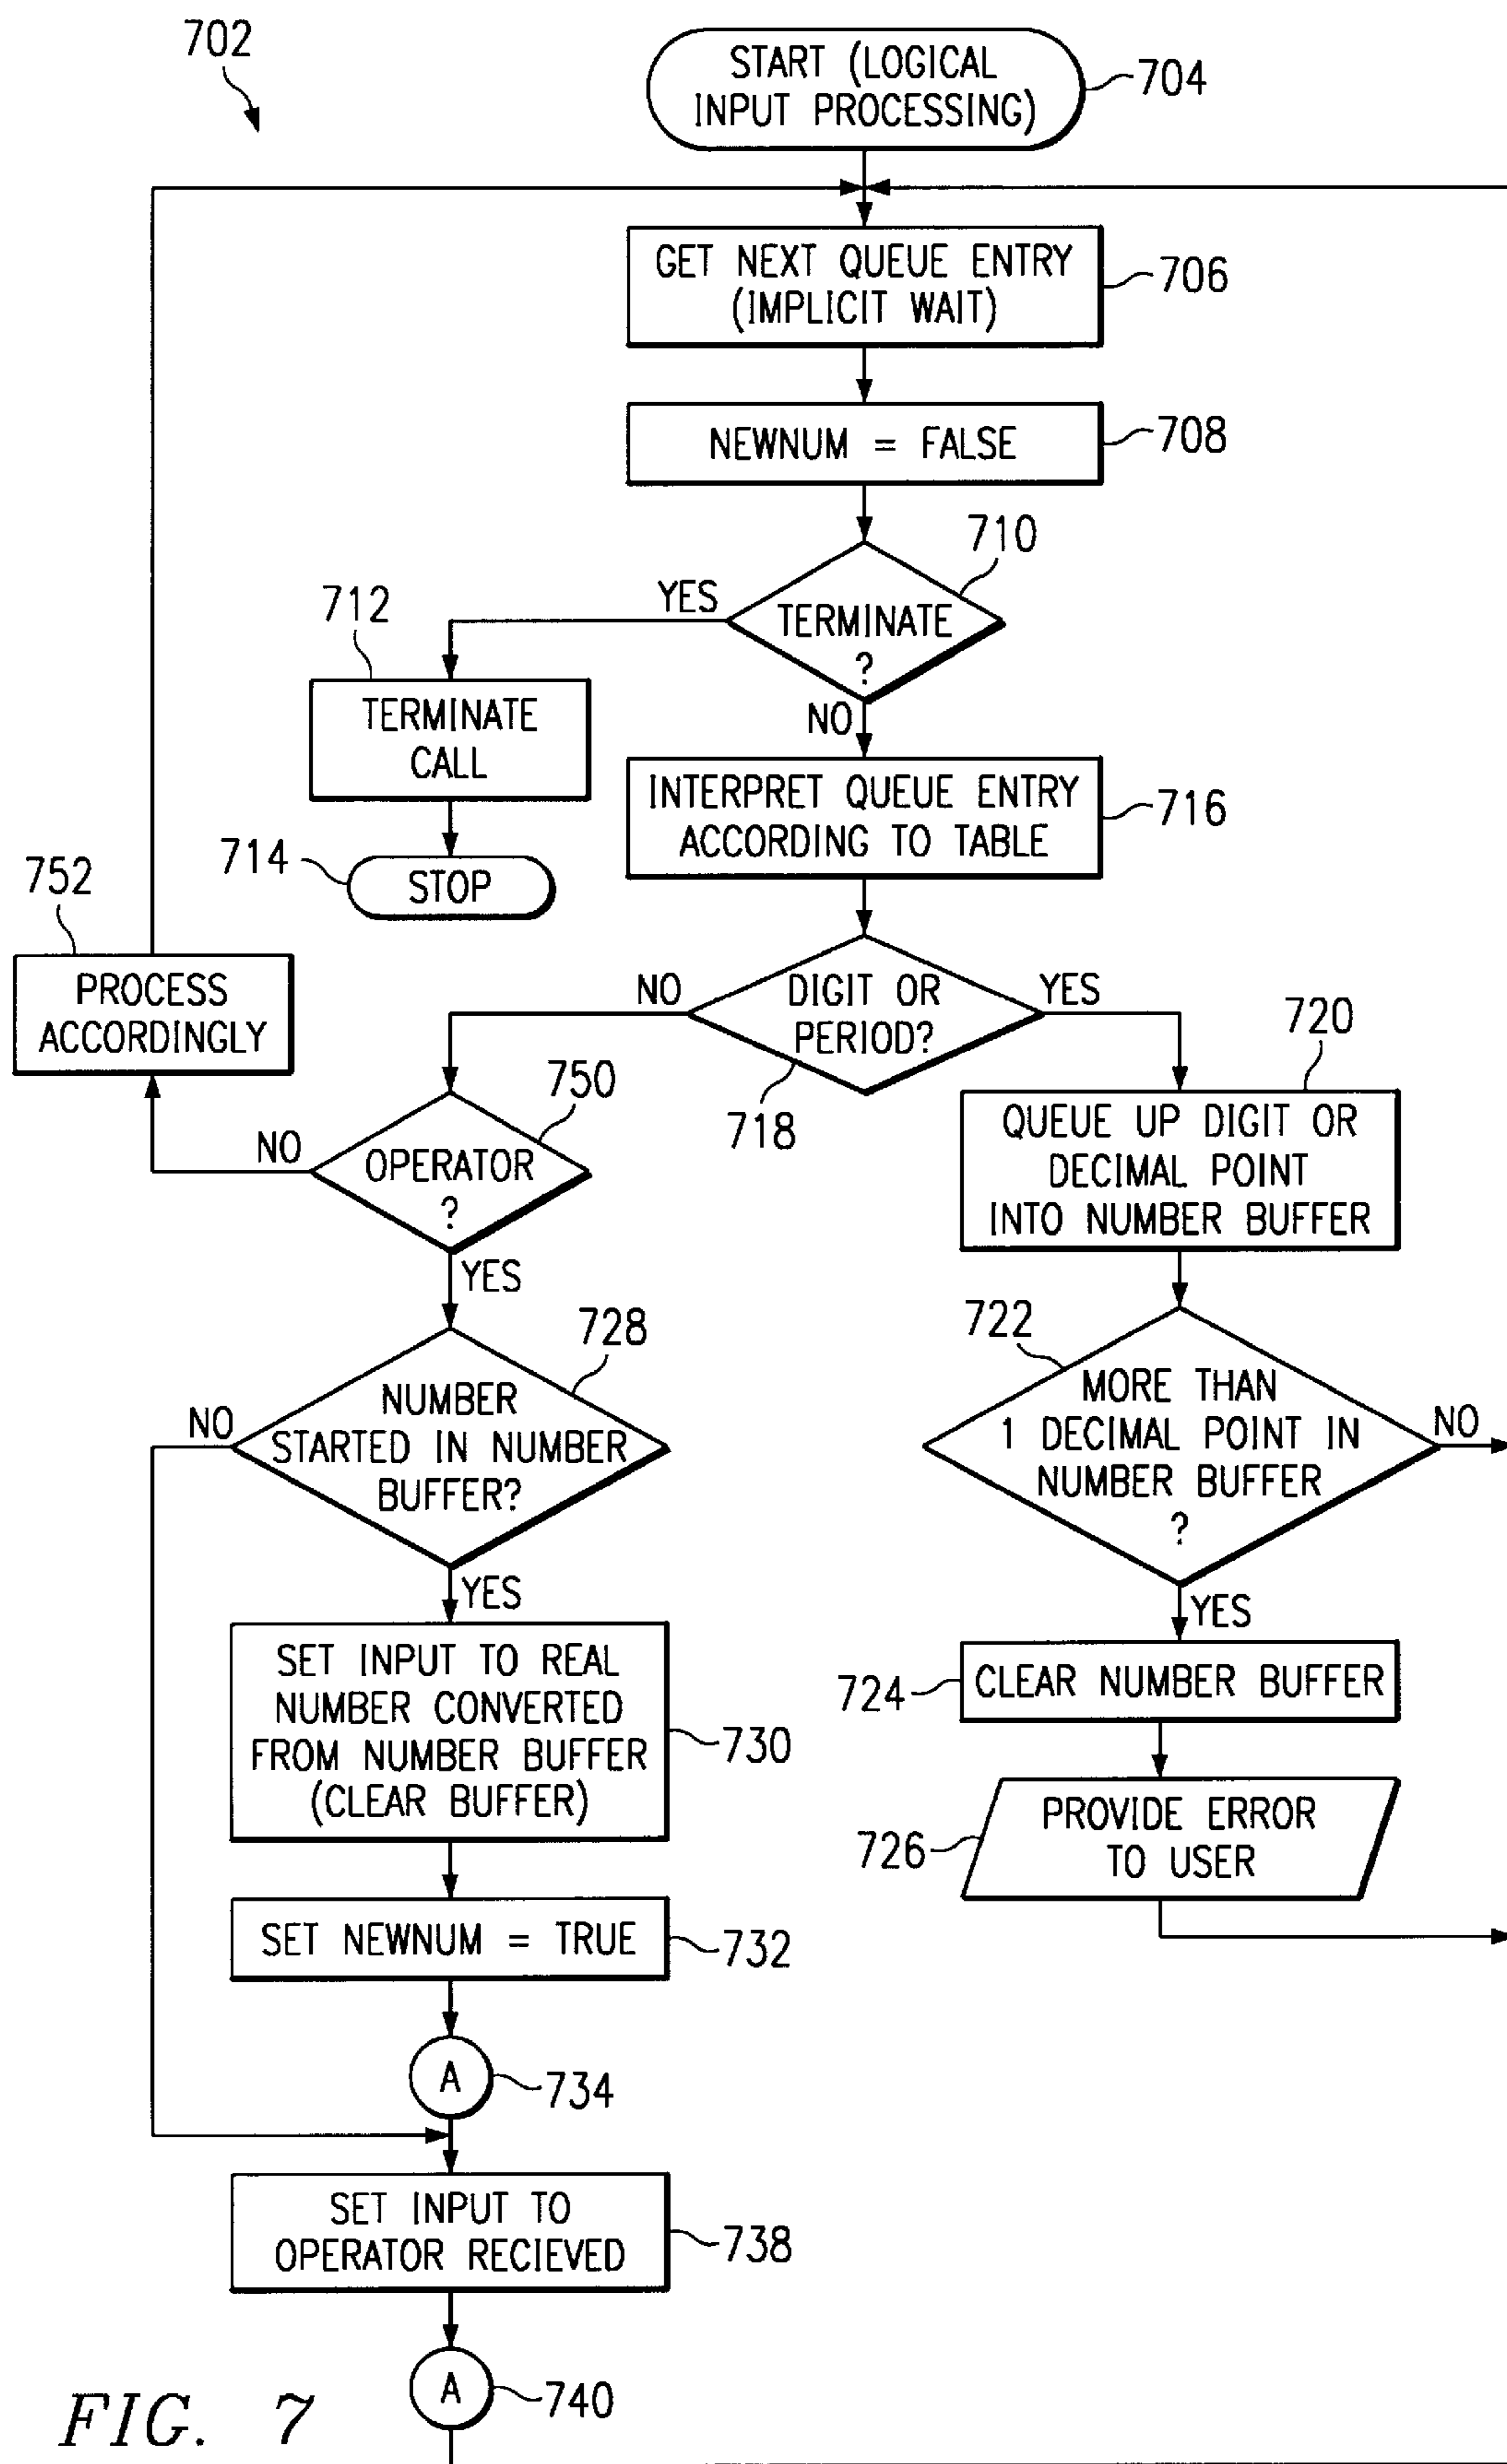 702
START (LOGICAL
INPUT PROCESSING)
704
GET NEXT QUEUE ENTRY
(IMPLICIT WAIT)
706
NEWNUM = FALSE
708
710
TERMINATE
?
YES
NO
712
TERMINATE
CALL
714
STOP
INTERPRET QUEUE ENTRY
ACCORDING TO TABLE
716
752
PROCESS
ACCORDINGLY
NO
DIGIT OR
PERIOD?
YES
718
720
QUEUE UP DIGIT OR
DECIMAL POINT
INTO NUMBER BUFFER
750
NO
OPERATOR
?
YES
728
NO
NUMBER
STARTED IN NUMBER
BUFFER?
YES
722
MORE THAN
1 DECIMAL POINT IN
NUMBER BUFFER
?
NO
YES
724
CLEAR NUMBER BUFFER
726
PROVIDE ERROR
TO USER
SET INPUT TO REAL
NUMBER CONVERTED
FROM NUMBER BUFFER
(CLEAR BUFFER)
730
SET NEWNUM = TRUE
732
A
734
SET INPUT TO
OPERATOR RECIEVED
738
A
740
FIG. 7